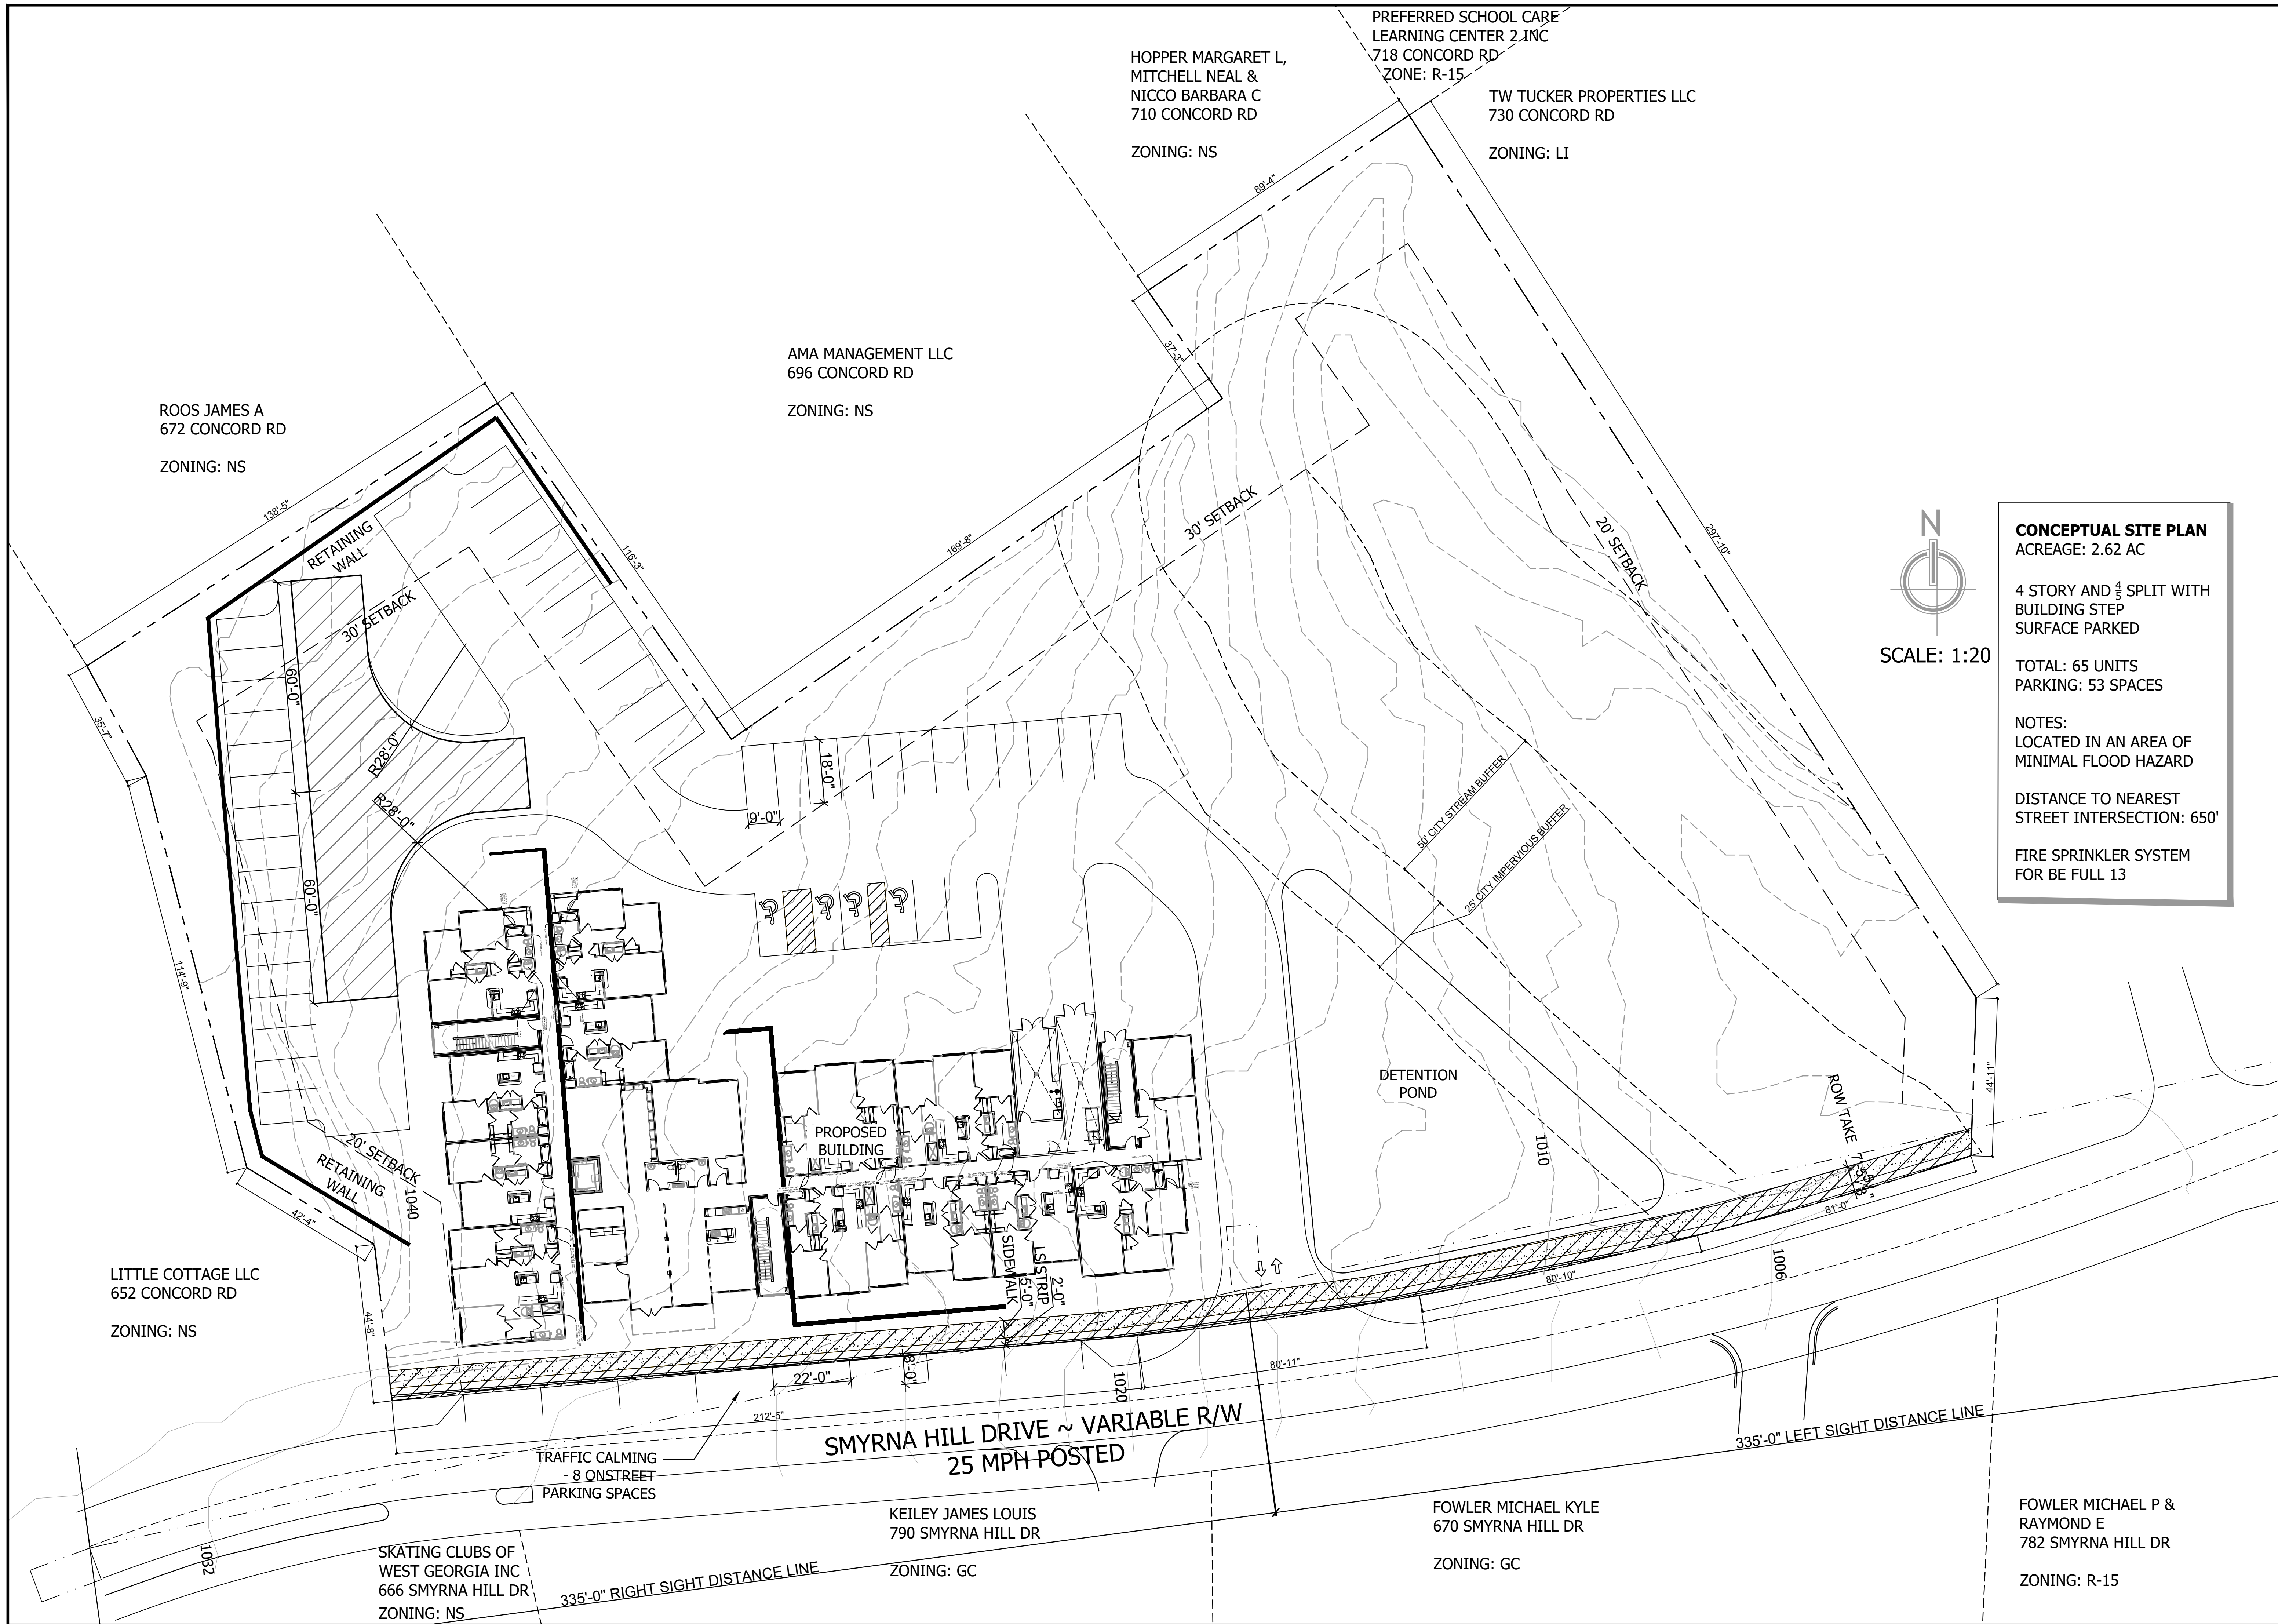 PREFERRED SCHOOL CARE
LEARNING CENTER 2 INC
718 CONCORD RD
ZONE: R-15
HOPPER MARGARET L,
MITCHELL NEAL &
NICCO BARBARA C
710 CONCORD RD
ZONING: NS
TW TUCKER PROPERTIES LLC
730 CONCORD RD
ZONING: LI
89'-4"
37'-3"
AMA MANAGEMENT LLC
696 CONCORD RD
ZONING: NS
ROOS JAMES A
672 CONCORD RD
ZONING: NS
138'-5"
RETAINING
WALL
30' SETBACK
116'-3"
169'-8"
30' SETBACK
20' SETBACK
297'-10"
N
SCALE: 1:20
CONCEPTUAL SITE PLAN
ACREAGE: 2.62 AC
4 STORY AND 4/5 SPLIT WITH
BUILDING STEP
SURFACE PARKED
TOTAL: 65 UNITS
PARKING: 53 SPACES
NOTES:
LOCATED IN AN AREA OF
MINIMAL FLOOD HAZARD
DISTANCE TO NEAREST
STREET INTERSECTION: 650'
FIRE SPRINKLER SYSTEM
FOR BE FULL 13
60'-0"
35'-7"
R28'-0"
R28'-0"
60'-0"
18'-0"
9'-0"
50' CITY STREAM BUFFER
25' CITY IMPERVIOUS BUFFER
114'-9"
DETENTION
POND
PROPOSED
BUILDING
20' SETBACK
RETAINING
WALL
1040
42'-4"
44'-8"
1010
ROW TAKE
44'-11"
81'-0"
80'-10"
1006
SIDEWALK
5'-0"
LS STRIP
2'-0"
LITTLE COTTAGE LLC
652 CONCORD RD
ZONING: NS
22'-0"
8'-0"
80'-11"
1020
212'-5"
SMYRNA HILL DRIVE ~ VARIABLE R/W
25 MPH POSTED
TRAFFIC CALMING
- 8 ONSTREET
PARKING SPACES
335'-0" LEFT SIGHT DISTANCE LINE
1032
SKATING CLUBS OF
WEST GEORGIA INC
666 SMYRNA HILL DR
ZONING: NS
335'-0" RIGHT SIGHT DISTANCE LINE
KEILEY JAMES LOUIS
790 SMYRNA HILL DR
ZONING: GC
FOWLER MICHAEL KYLE
670 SMYRNA HILL DR
ZONING: GC
FOWLER MICHAEL P &
RAYMOND E
782 SMYRNA HILL DR
ZONING: R-15